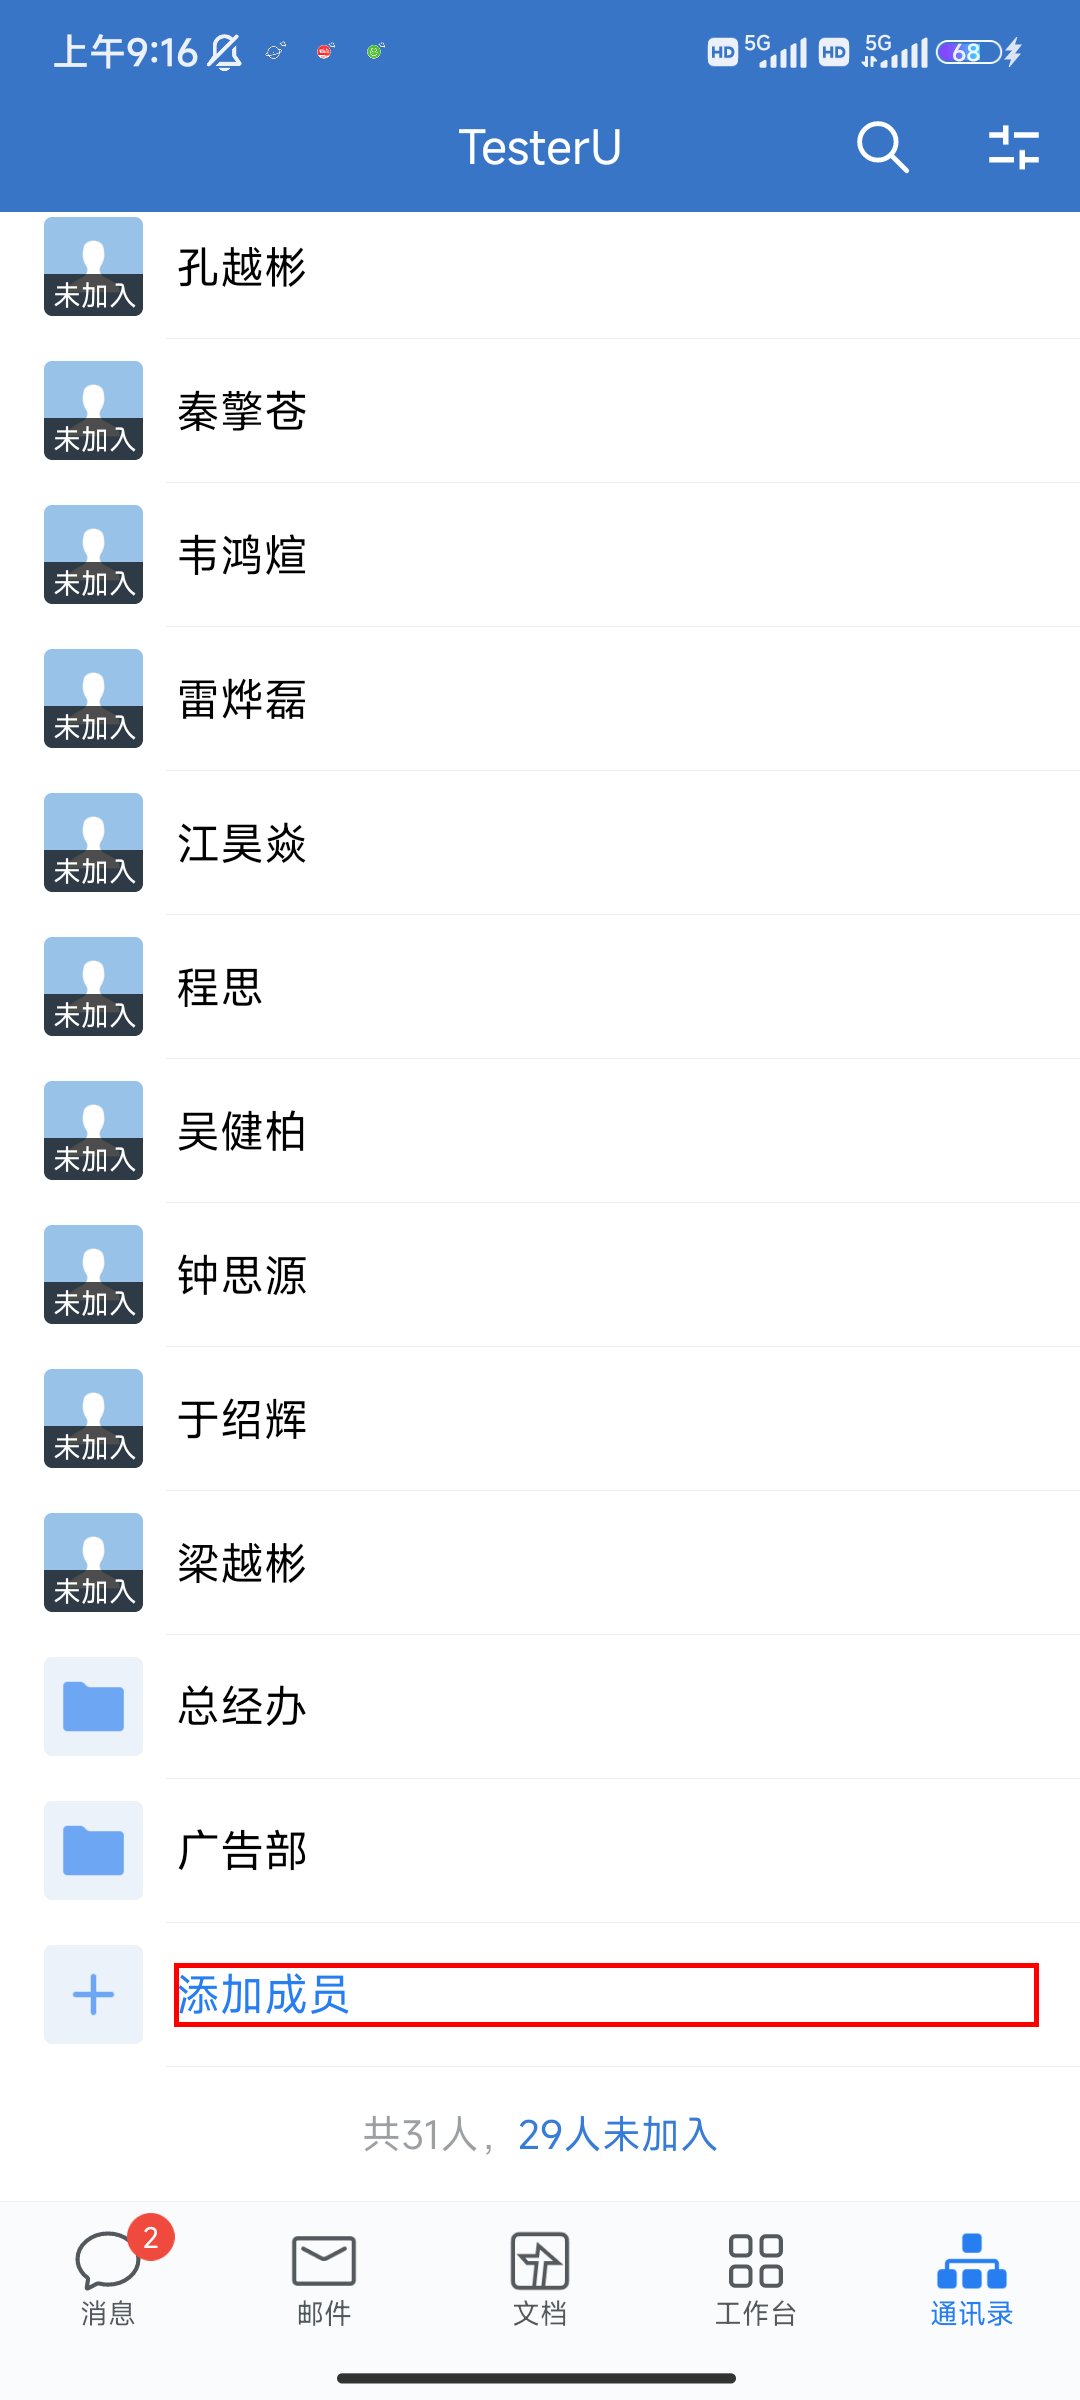 上午9:16
HD 5G HD 5G 68
TesterU
未加入 孔越彬
未加入 秦擎苍
未加入 韦鸿煊
未加入 雷烨磊
未加入 江昊焱
未加入 程思
未加入 吴健柏
未加入 钟思源
未加入 于绍辉
未加入 梁越彬
总经办
广告部
添加成员
共31人，29人未加入
2
消息 邮件 文档 工作台 通讯录